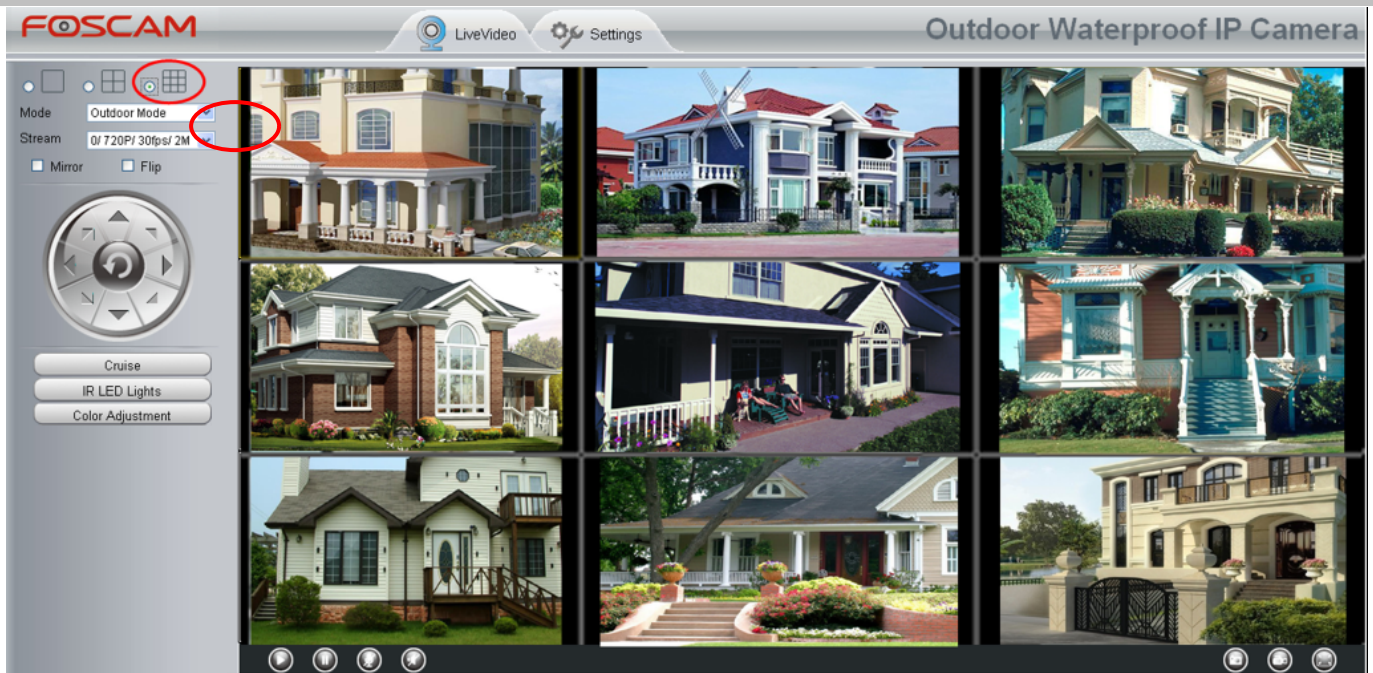 FOSCAM
LiveVideo
Settings
Outdoor Waterproof IP Camera
Mode
Outdoor Mode
Stream
0/ 720P/ 30fps/ 2M
Mirror
Flip
Cruise
IR LED Lights
Color Adjustment